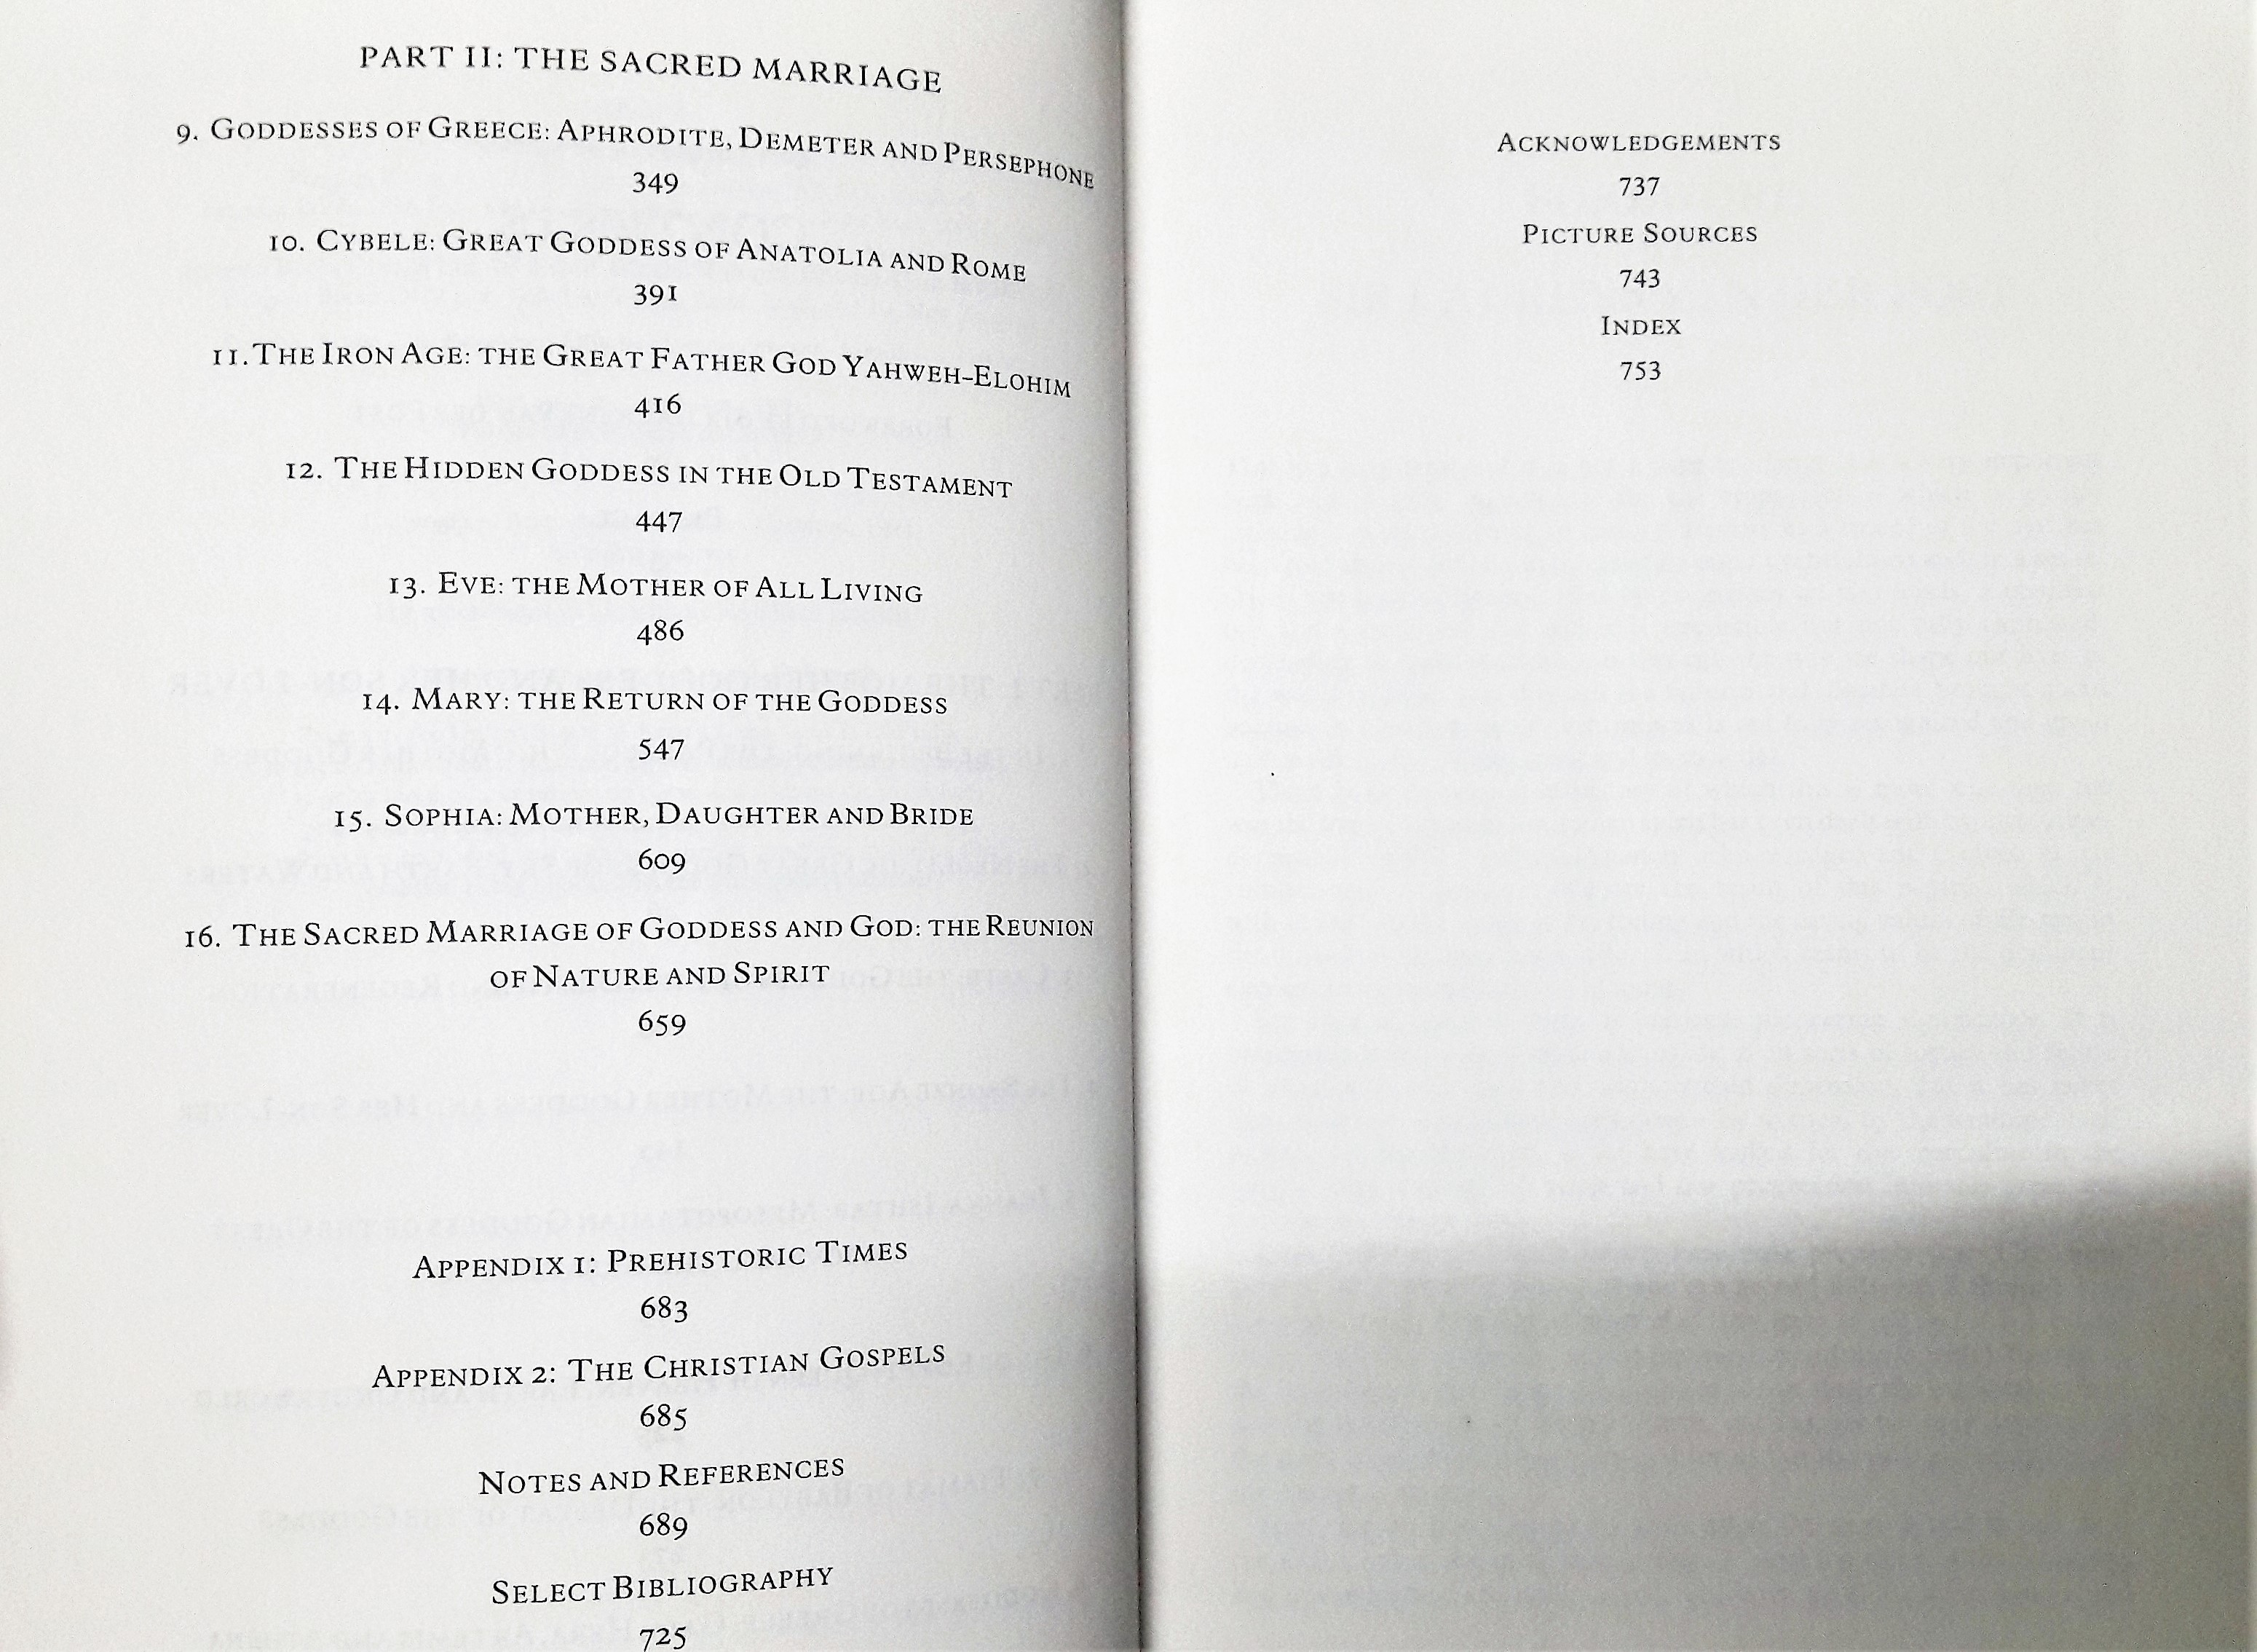 PART II: THE SACRED MARRIAGE
9. GODDESSES OF GREECE: APHRODITE, DEMETER AND PERSEPHONE
349
10. CYBELE: GREAT GODDESS OF ANATOLIA AND ROME
391
11. THE IRON AGE: THE GREAT FATHER GOD YAHWEH-ELOHIM
416
12. THE HIDDEN GODDESS IN THE OLD TESTAMENT
447
13. EVE: THE MOTHER OF ALL LIVING
486
14. MARY: THE RETURN OF THE GODDESS
547
15. SOPHIA: MOTHER, DAUGHTER AND BRIDE
609
16. THE SACRED MARRIAGE OF GODDESS AND GOD: THE REUNION
OF NATURE AND SPIRIT
659
APPENDIX 1: PREHISTORIC TIMES
683
APPENDIX 2: THE CHRISTIAN GOSPELS
685
NOTES AND REFERENCES
689
SELECT BIBLIOGRAPHY
725
ACKNOWLEDGEMENTS
737
PICTURE SOURCES
743
INDEX
753